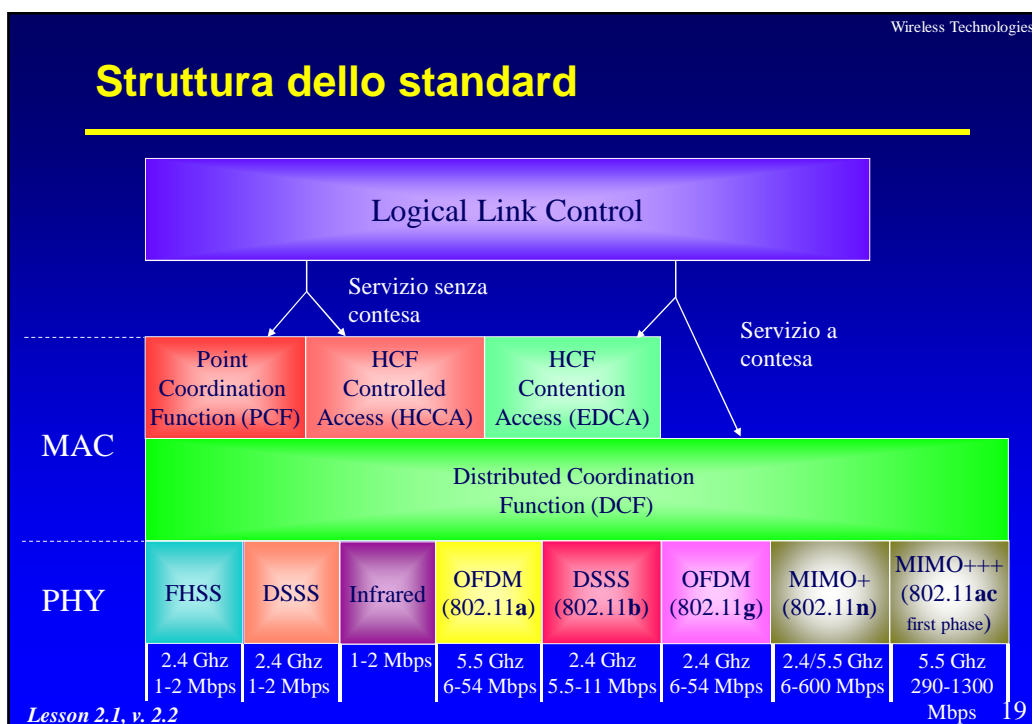 Wireless Technologies
Struttura dello standard
Logical Link Control
Servizio senza
contesa
Servizio a
contesa
MAC
Point
Coordination
Function (PCF)
HCF
Controlled
Access (HCCA)
HCF
Contention
Access (EDCA)
Distributed Coordination
Function (DCF)
PHY
FHSS
DSSS
Infrared
OFDM
(802.11a)
DSSS
(802.11b)
OFDM
(802.11g)
MIMO+
(802.11n)
MIMO+++
(802.11ac
first phase)
2.4 Ghz
1-2 Mbps
2.4 Ghz
1-2 Mbps
1-2 Mbps
5.5 Ghz
6-54 Mbps
2.4 Ghz
5.5-11 Mbps
2.4 Ghz
6-54 Mbps
2.4/5.5 Ghz
6-600 Mbps
5.5 Ghz
290-1300
Mbps
Lesson 2.1, v. 2.2
19